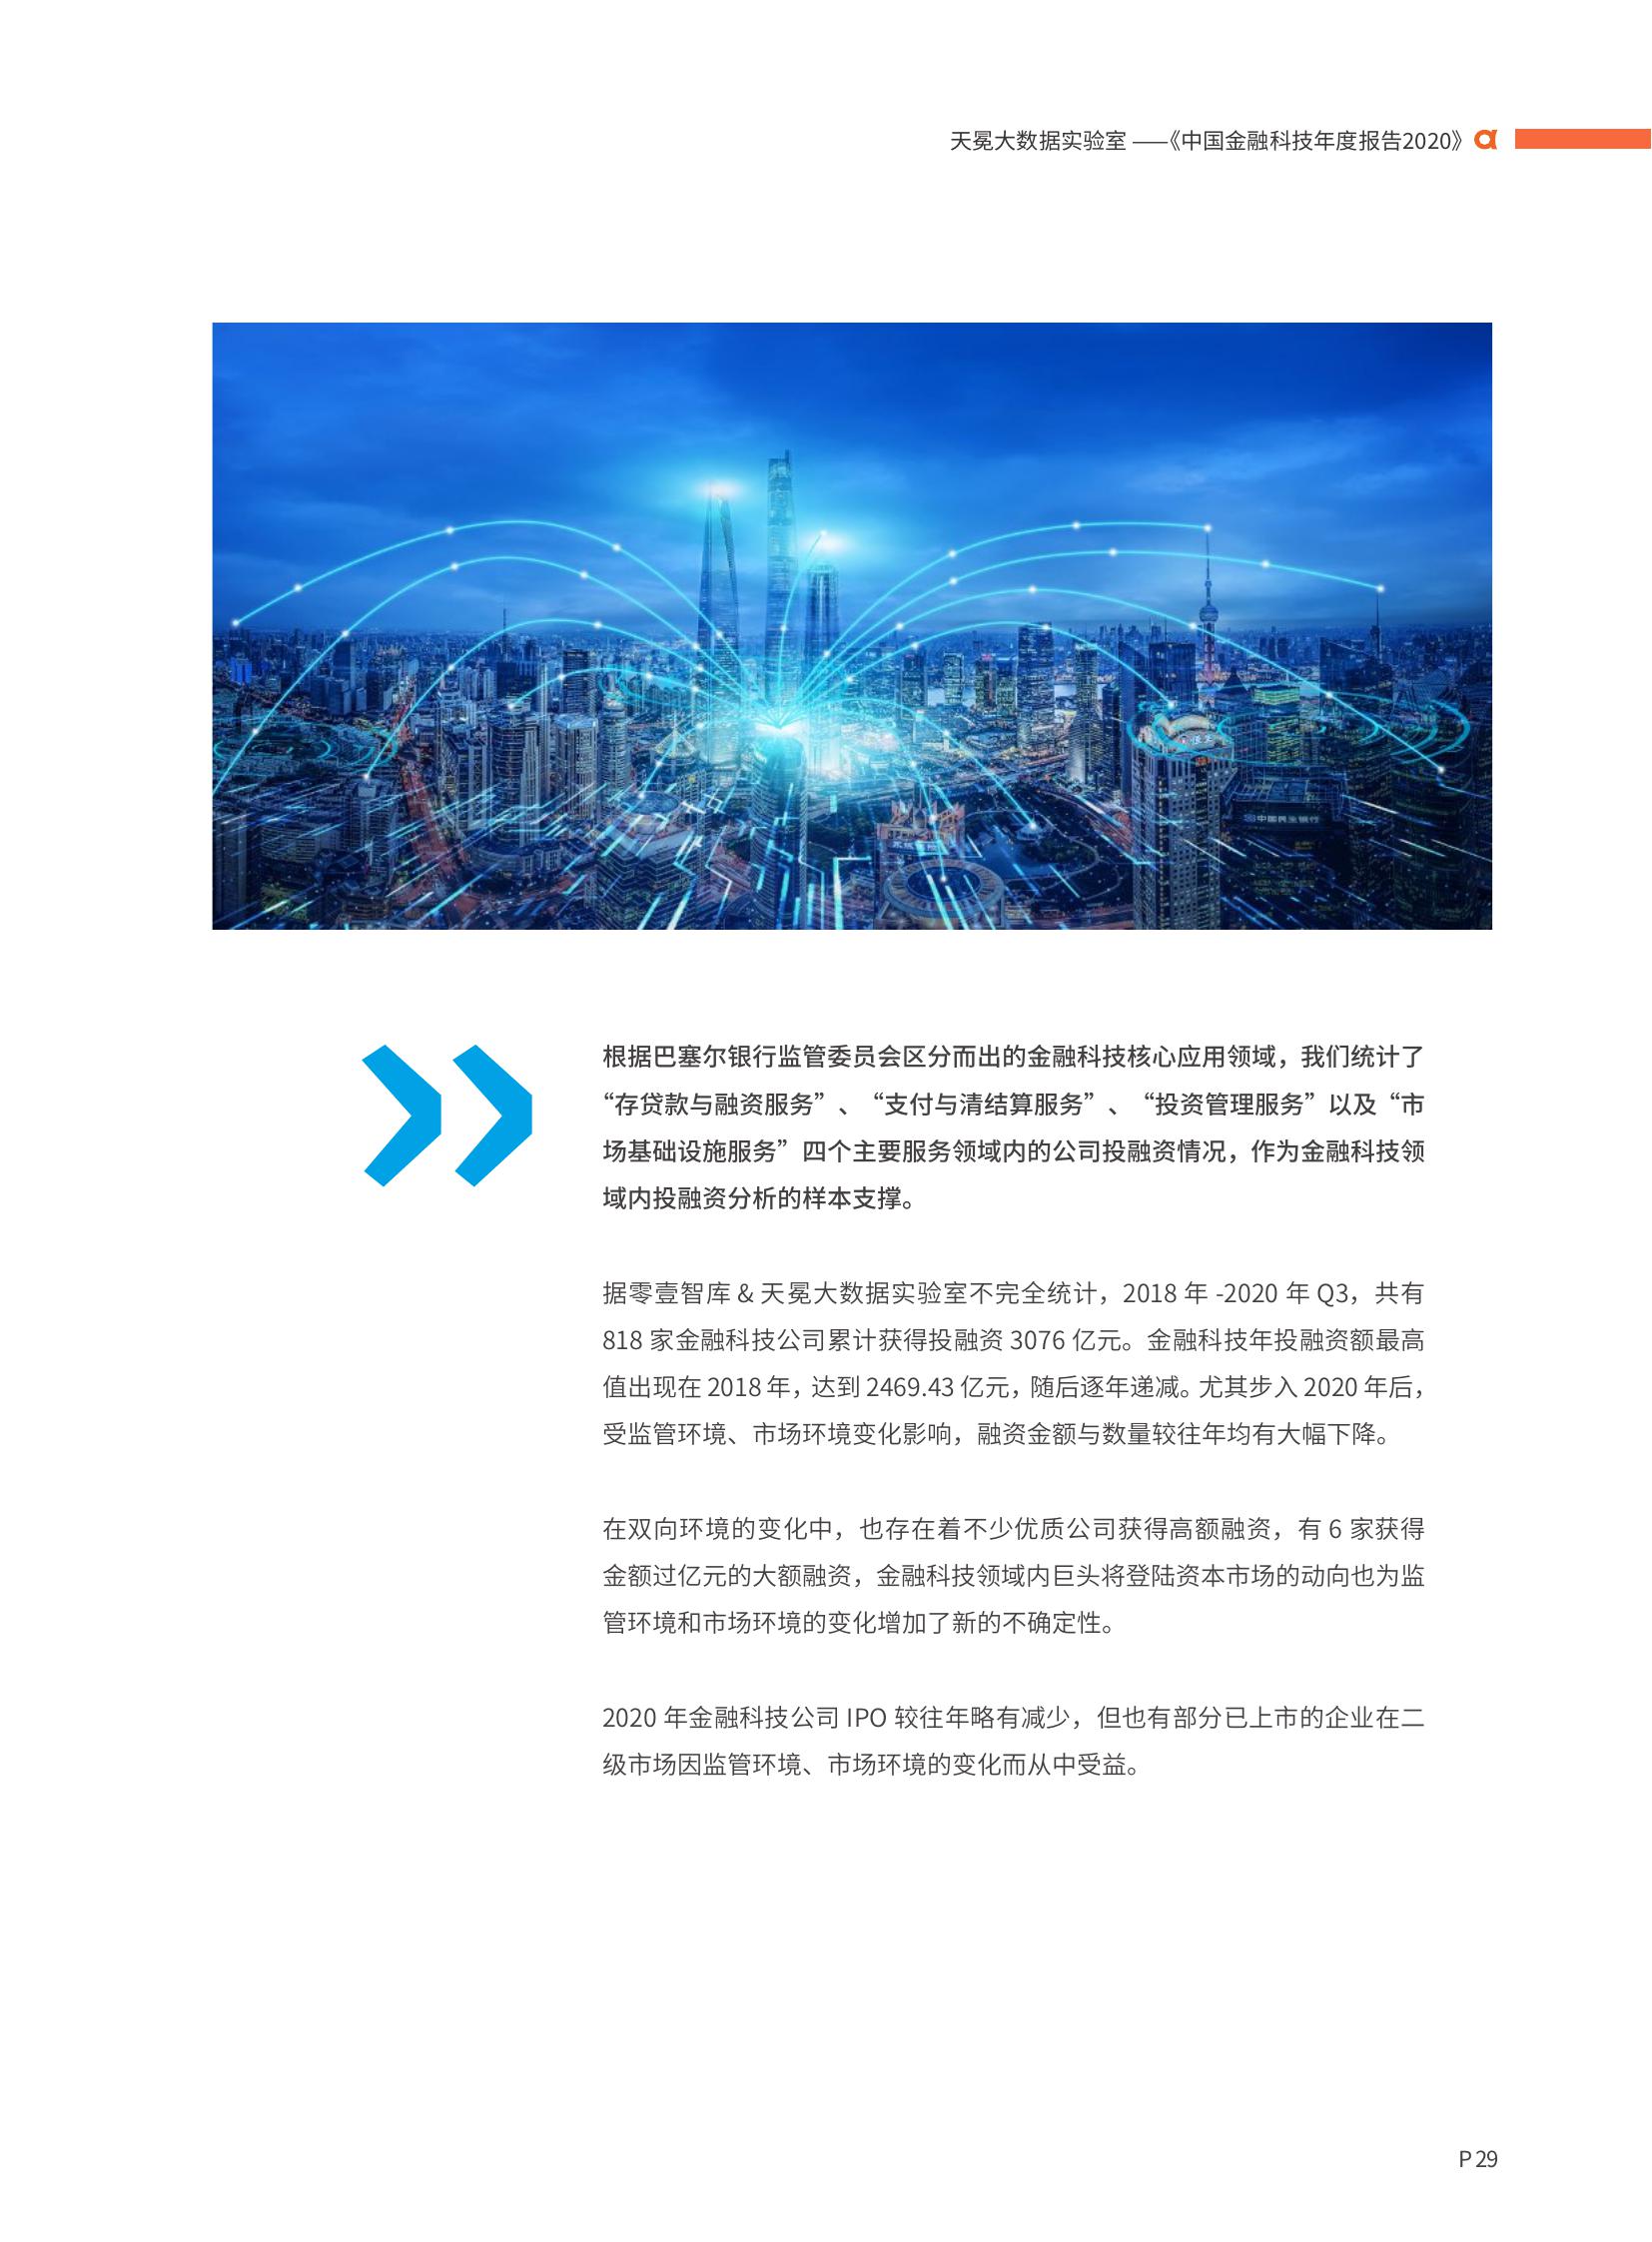 天冕大数据实验室 ——《中国金融科技年度报告2020》
中国民生银行
根据巴塞尔银行监管委员会区分而出的金融科技核心应用领域，我们统计了
“存贷款与融资服务”、“支付与清结算服务”、“投资管理服务”以及“市
场基础设施服务”四个主要服务领域内的公司投融资情况，作为金融科技领
域内投融资分析的样本支撑。
据零壹智库 & 天冕大数据实验室不完全统计，2018 年 -2020 年 Q3，共有
818 家金融科技公司累计获得投融资 3076 亿元。金融科技年投融资额最高
值出现在 2018 年，达到 2469.43 亿元，随后逐年递减。尤其步入 2020 年后，
受监管环境、市场环境变化影响，融资金额与数量较往年均有大幅下降。
在双向环境的变化中，也存在着不少优质公司获得高额融资，有 6 家获得
金额过亿元的大额融资，金融科技领域内巨头将登陆资本市场的动向也为监
管环境和市场环境的变化增加了新的不确定性。
2020 年金融科技公司 IPO 较往年略有减少，但也有部分已上市的企业在二
级市场因监管环境、市场环境的变化而从中受益。
P 29